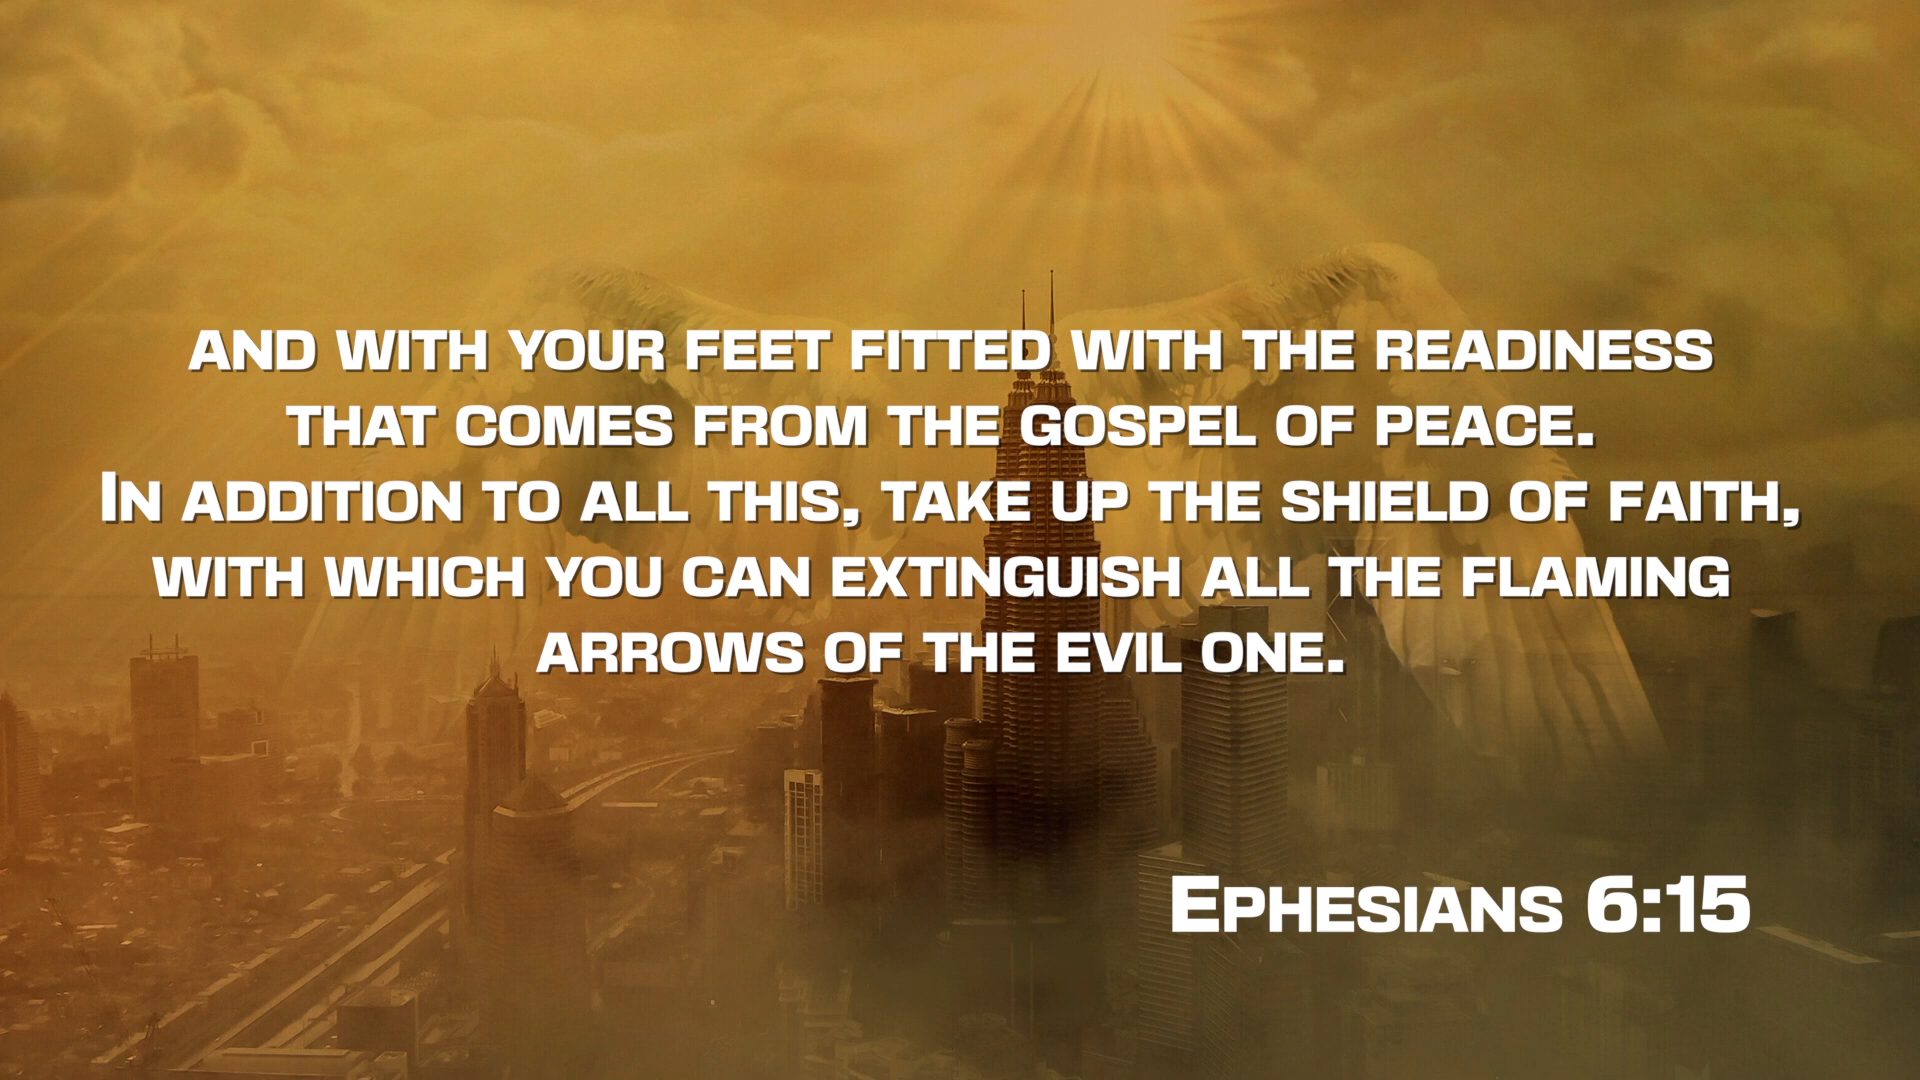 AND WITH YOUR FEET FITTED WITH THE READINESS
THAT COMES FROM THE GOSPEL OF PEACE.
IN ADDITION TO ALL THIS, TAKE UP THE SHIELD OF FAITH,
WITH WHICH YOU CAN EXTINGUISH ALL THE FLAMING
ARROWS OF THE EVIL ONE.
EPHESIANS 6:15